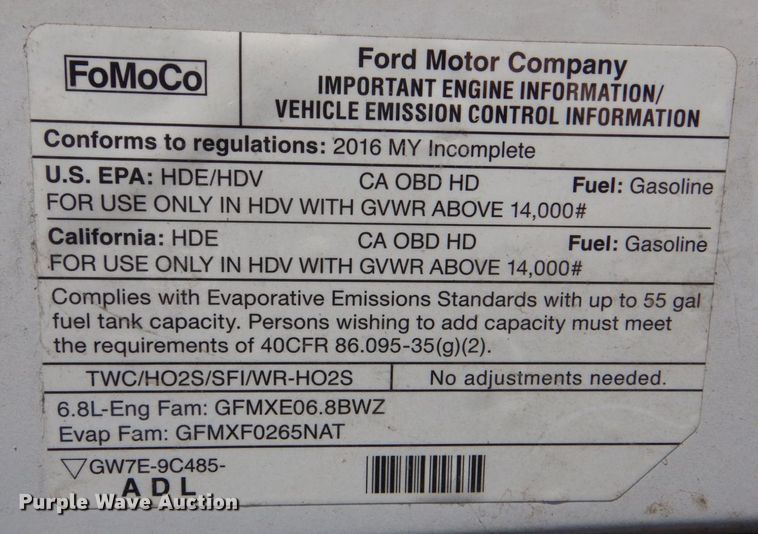 FoMoCo
Ford Motor Company
IMPORTANT ENGINE INFORMATION/
VEHICLE EMISSION CONTROL INFORMATION
Conforms to regulations: 2016 MY Incomplete
U.S. EPA: HDE/HDV CA OBD HD Fuel: Gasoline
FOR USE ONLY IN HDV WITH GVWR ABOVE 14,000#
California: HDE CA OBD HD Fuel: Gasoline
FOR USE ONLY IN HDV WITH GVWR ABOVE 14,000#
Complies with Evaporative Emissions Standards with up to 55 gal
fuel tank capacity. Persons wishing to add capacity must meet
the requirements of 40CFR 86.095-35(g)(2).
TWC/HO2S/SFI/WR-HO2S No adjustments needed.
6.8L-Eng Fam: GFMXE06.8BWZ
Evap Fam: GFMXF0265NAT
GW7E-9C485-
ADL
Purple Wave Auction